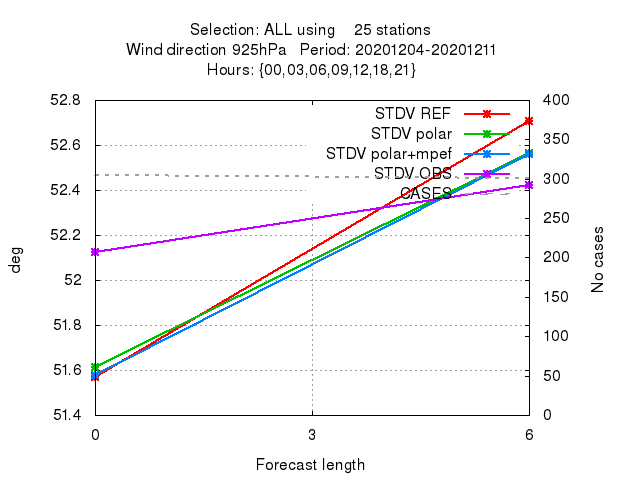 Selection: ALL using 25 stations
Wind direction 925hPa Period: 20201204-20201211
Hours: {00,03,06,09,12,18,21}
52.8
52.6
52.4
52.2
52
51.8
51.6
51.4
deg
STDV REF
STDV polar
STDV polar+mpef
STDV OBS
CASES
400
350
300
250
200
150
100
50
0
No cases
0 3 6
Forecast length